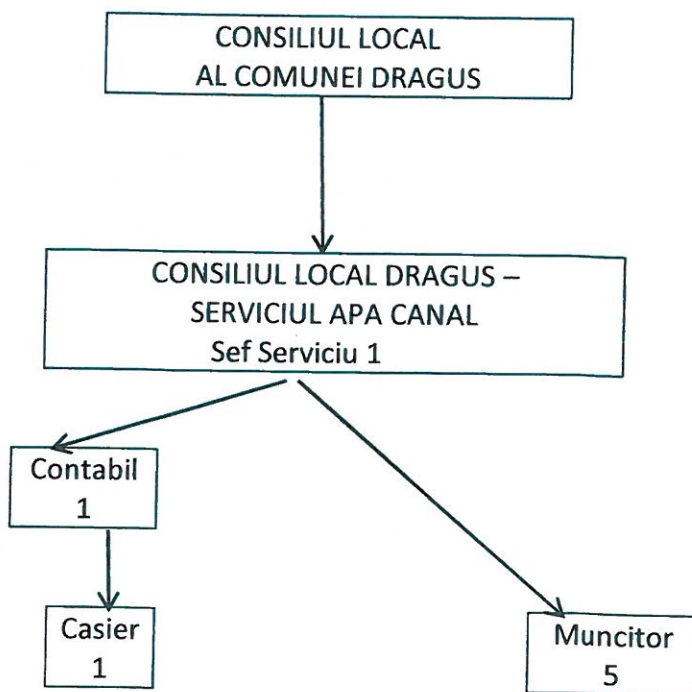 CONSILIUL LOCAL
AL COMUNEI DRAGUS
CONSILIUL LOCAL DRAGUS –
SERVICIUL APA CANAL
Sef Serviciu 1
Contabil
1
Casier
1
Muncitor
5